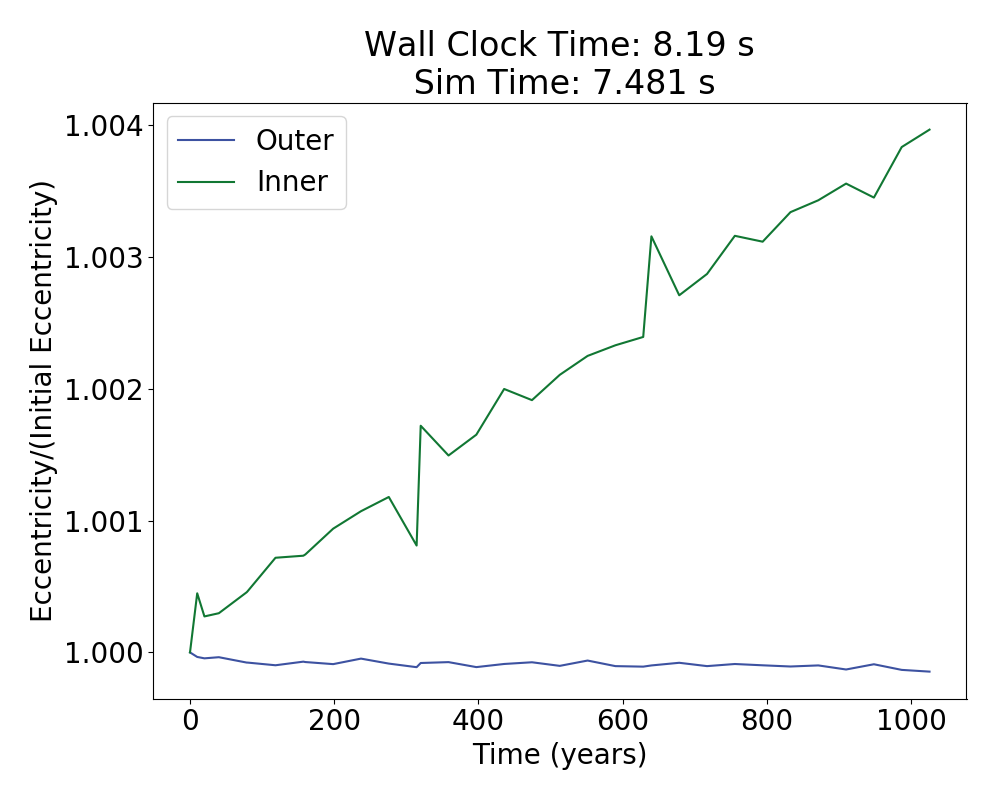 Wall Clock Time: 8.19 s
Sim Time: 7.481 s
Outer
Inner
Eccentricity/(Initial Eccentricity)
1.004
1.003
1.002
1.001
1.000
0 200 400 600 800 1000
Time (years)